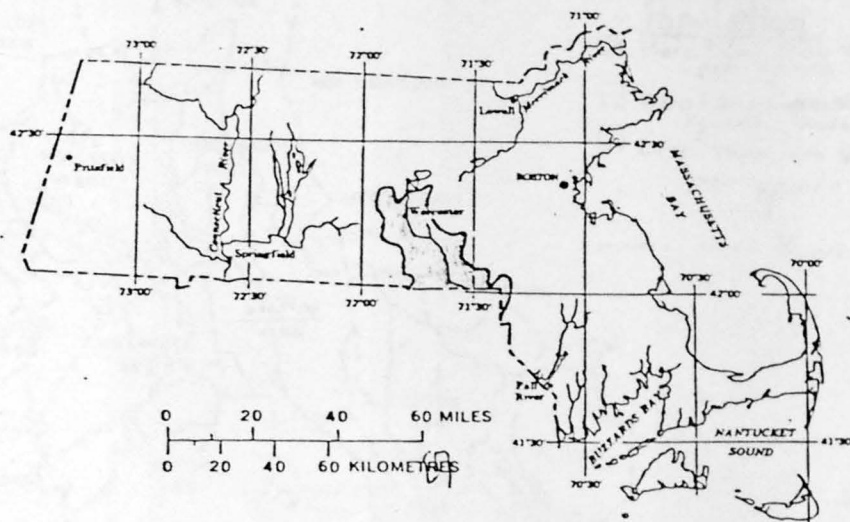 71°00'
73°00'
72°30'
72°00'
71°30'
Lowell
Merrimack
42°30'
42°30'
Pittsfield
Connecticut River
BOSTON
MASSACHUSETTS
BAY
Worcester
Springfield
73°00'
72°30'
72°00'
71°30'
70°30'
70°00'
42°00'
Fall
River
BUZZARDS BAY
0 20 40 60 MILES
0 20 40 60 KILOMETRES
41°30'
NANTUCKET
SOUND
41°30'
70°30'